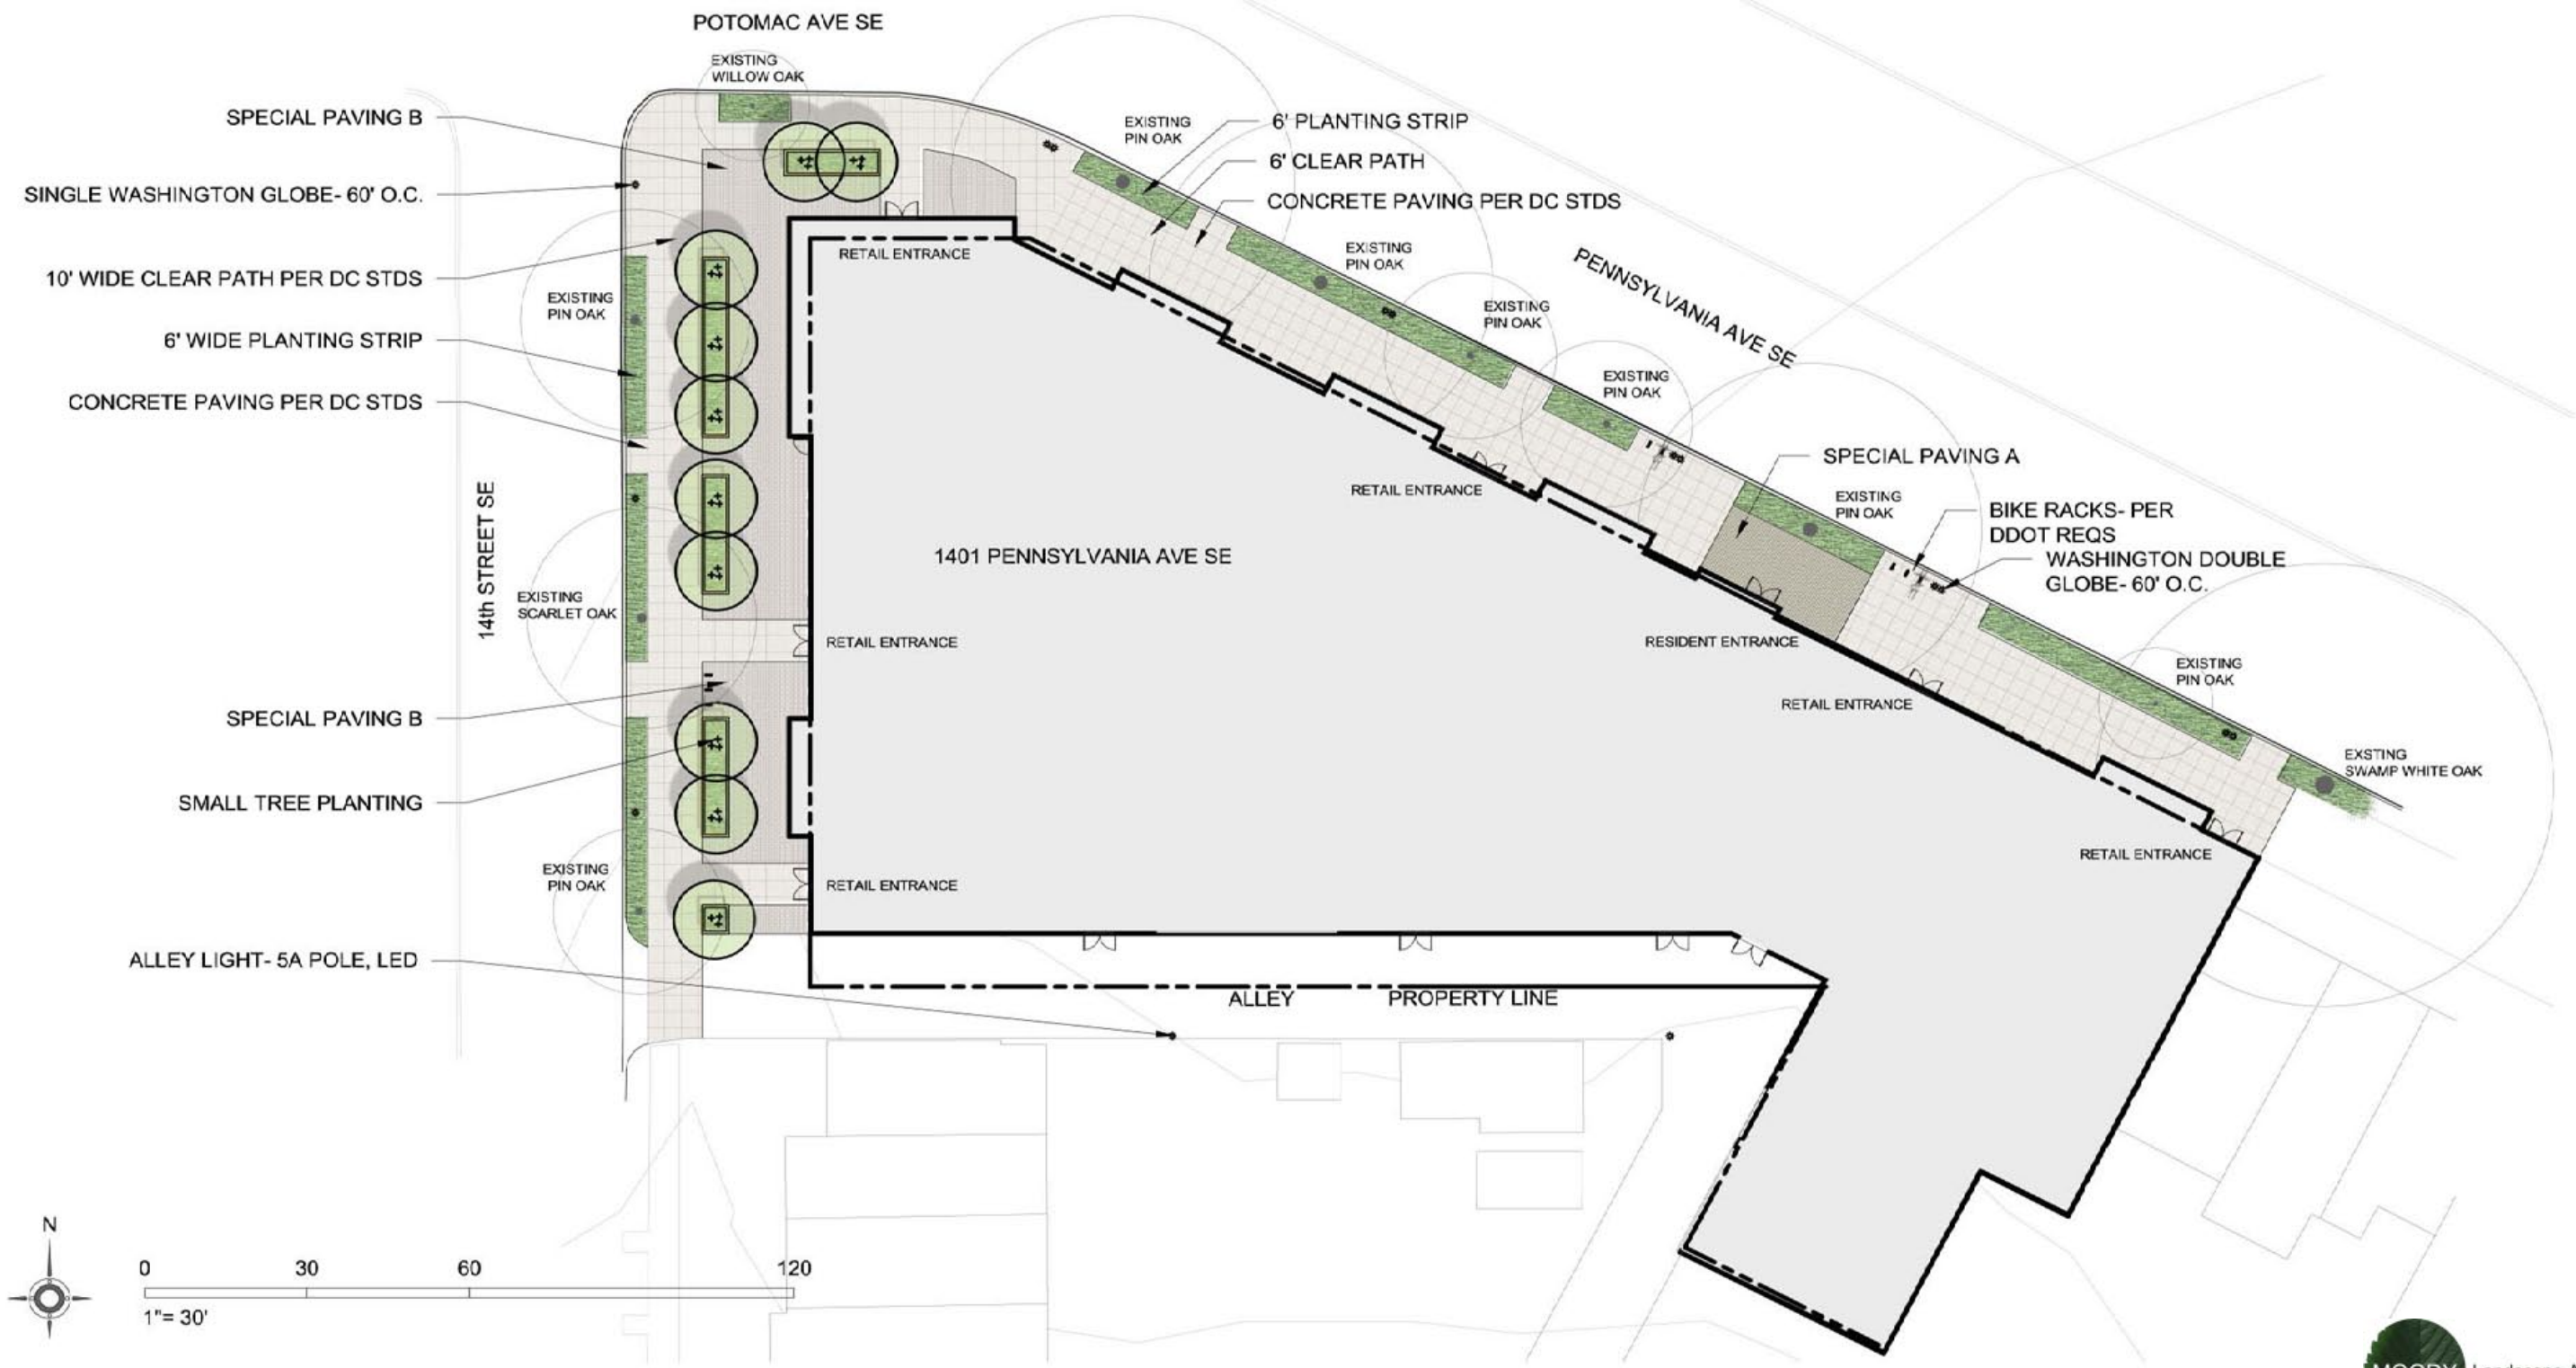 POTOMAC AVE SE
EXISTING
WILLOW OAK
SPECIAL PAVING B
SINGLE WASHINGTON GLOBE- 60' O.C.
10' WIDE CLEAR PATH PER DC STDS
EXISTING
PIN OAK
6' WIDE PLANTING STRIP
CONCRETE PAVING PER DC STDS
14th STREET SE
EXISTING
SCARLET OAK
SPECIAL PAVING B
SMALL TREE PLANTING
EXISTING
PIN OAK
ALLEY LIGHT- 5A POLE, LED
EXISTING
PIN OAK
6' PLANTING STRIP
6' CLEAR PATH
CONCRETE PAVING PER DC STDS
EXISTING
PIN OAK
EXISTING
PIN OAK
EXISTING
PIN OAK
PENNSYLVANIA AVE SE
SPECIAL PAVING A
EXISTING
PIN OAK
BIKE RACKS- PER
DDOT REQS
WASHINGTON DOUBLE
GLOBE- 60' O.C.
EXISTING
PIN OAK
EXSTING
SWAMP WHITE OAK
RETAIL ENTRANCE
RETAIL ENTRANCE
1401 PENNSYLVANIA AVE SE
RETAIL ENTRANCE
RESIDENT ENTRANCE
RETAIL ENTRANCE
RETAIL ENTRANCE
RETAIL ENTRANCE
ALLEY
PROPERTY LINE
N
0 30 60 120
1"= 30'